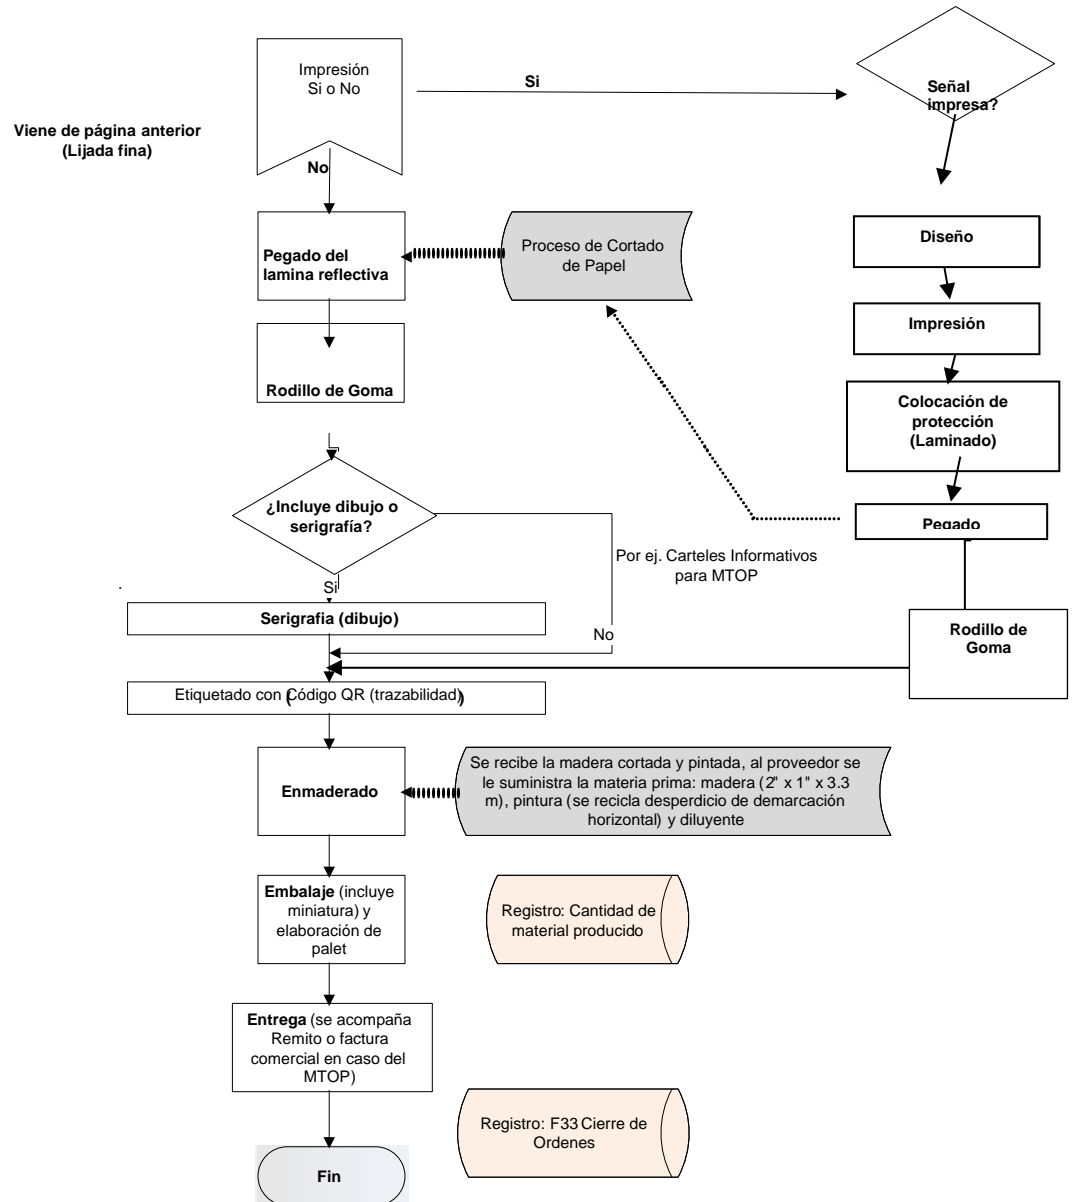 Impresión
Si o No
Si
Señal
impresa?
Viene de página anterior
(Lijada fina)
No
Pegado del
lamina reflectiva
Proceso de Cortado
de Papel
Diseño
Impresión
Rodillo de Goma
Colocación de
protección
(Laminado)
¿Incluye dibujo o
serigrafía?
Pegado
Por ej. Carteles Informativos
para MTOP
Si
Serigrafia (dibujo)
No
Rodillo de
Goma
Etiquetado con (Código QR (trazabilidad))
Enmaderado
Se recibe la madera cortada y pintada, al proveedor se
le suministra la materia prima: madera (2" x 1" x 3.3
m), pintura (se recicla desperdicio de demarcación
horizontal) y diluyente
Embalaje (incluye
miniatura) y
elaboración de
palet
Registro: Cantidad de
material producido
Entrega (se acompaña
Remito o factura
comercial en caso del
MTOP)
Registro: F33 Cierre de
Ordenes
Fin